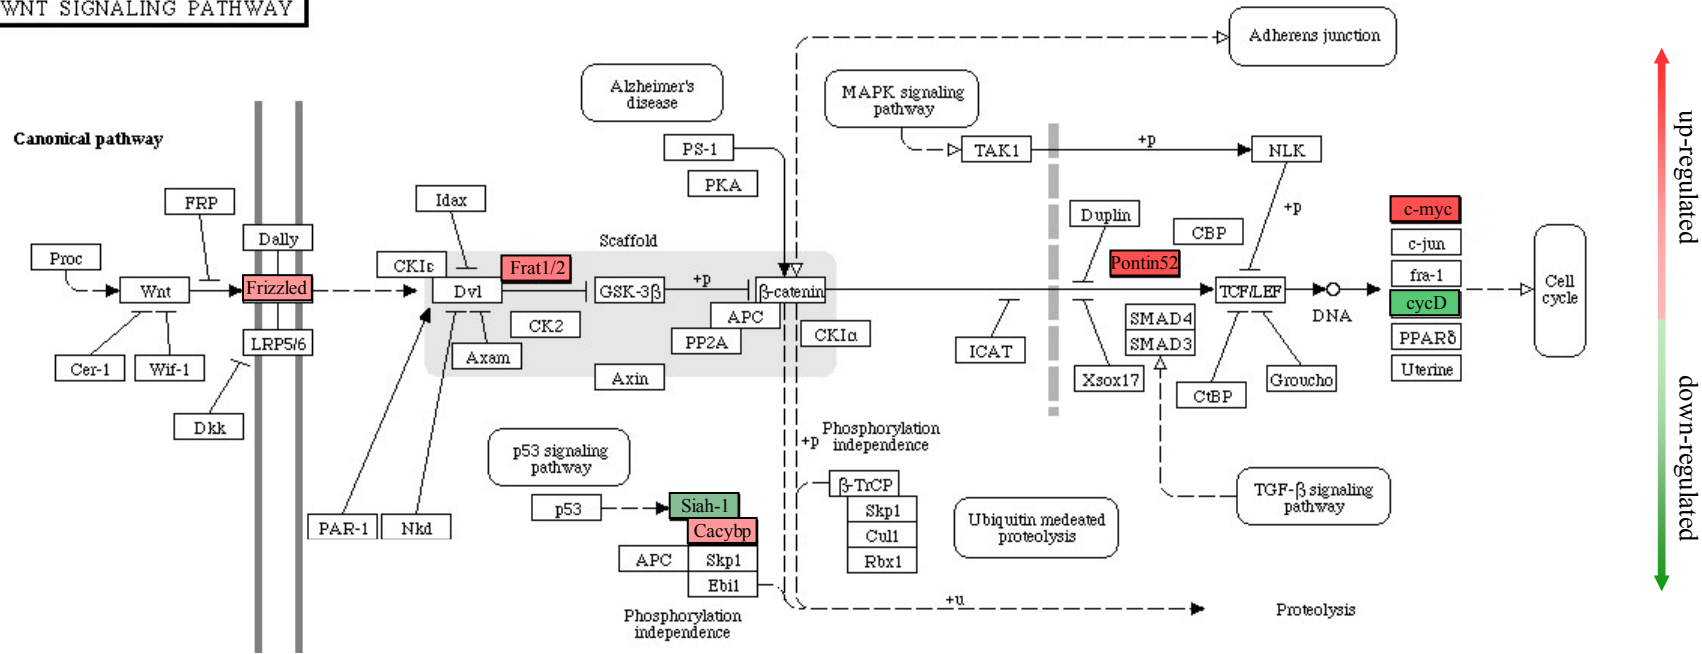 WNT SIGNALING PATHWAY
Adherens junction
Alzheimer's
disease
MAPK signaling
pathway
Canonical pathway
PS-1
TAK1
+p
NLK
PKA
FRP
Idax
Duplin
+p
c-myc
CBP
Dally
Scaffold
c-jun
Proc
CKIε
Frat1/2
Pontin52
fra-1
Cell
cycle
Wnt
Frizzled
Dvl
GSK-3β
+p
β-catenin
TCF/LEF
DNA
cycD
APC
CK2
SMAD4
SMAD3
PPARδ
LRP5/6
PP2A
CKIα
Axam
ICAT
Uterine
Cer-1
Wif-1
Axin
Xsox17
Groucho
CtBP
Dkk
+p
Phosphorylation
independence
p53 signaling
pathway
β-TrCP
Skp1
Cul1
Rbx1
TGF-β signaling
pathway
p53
Siah-1
Cacybp
Ubiquitin medeated
proteolysis
PAR-1
Nkd
APC
Skp1
Ebi1
+u
Proteolysis
Phosphorylation
independence
up-regulated
down-regulated